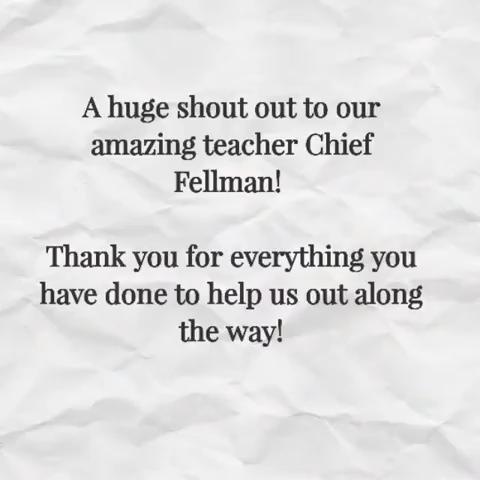 A huge shout out to our
amazing teacher Chief
Fellman!
Thank you for everything you
have done to help us out along
the way!